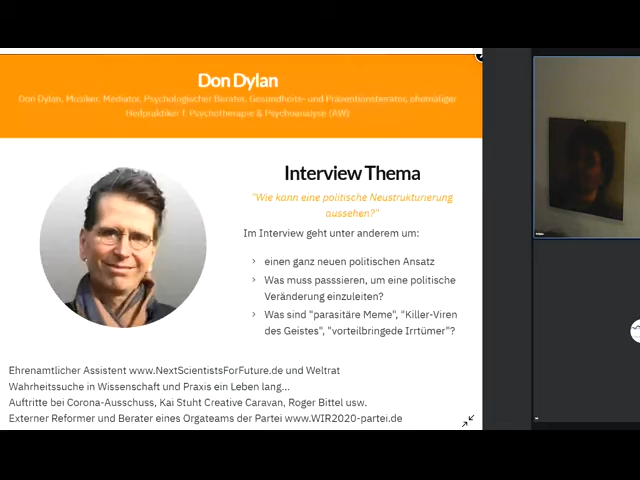 Don Dylan
Don Dylan, Musiker, Mediator, Psychologischer Berater, Gesundheits- und Präventionsberater, ehemaliger
Heilpraktiker f. Psychotherapie & Psychoanalyse (AW)
Interview Thema
"Wie kann eine politische Neustrukturierung
aussehen?"
Im Interview geht unter anderem um:
› einen ganz neuen politischen Ansatz
› Was muss passsieren, um eine politische
Veränderung einzuleiten?
› Was sind "parasitäre Meme", "Killer-Viren
des Geistes", "vorteilbringede Irrtümer"?
Ehrenamtlicher Assistent www.NextScientistsForFuture.de und Weltrat
Wahrheitssuche in Wissenschaft und Praxis ein Leben lang...
Auftritte bei Corona-Ausschuss, Kai Stuht Creative Caravan, Roger Bittel usw.
Externer Reformer und Berater eines Orgateams der Partei www.WIR2020-partei.de